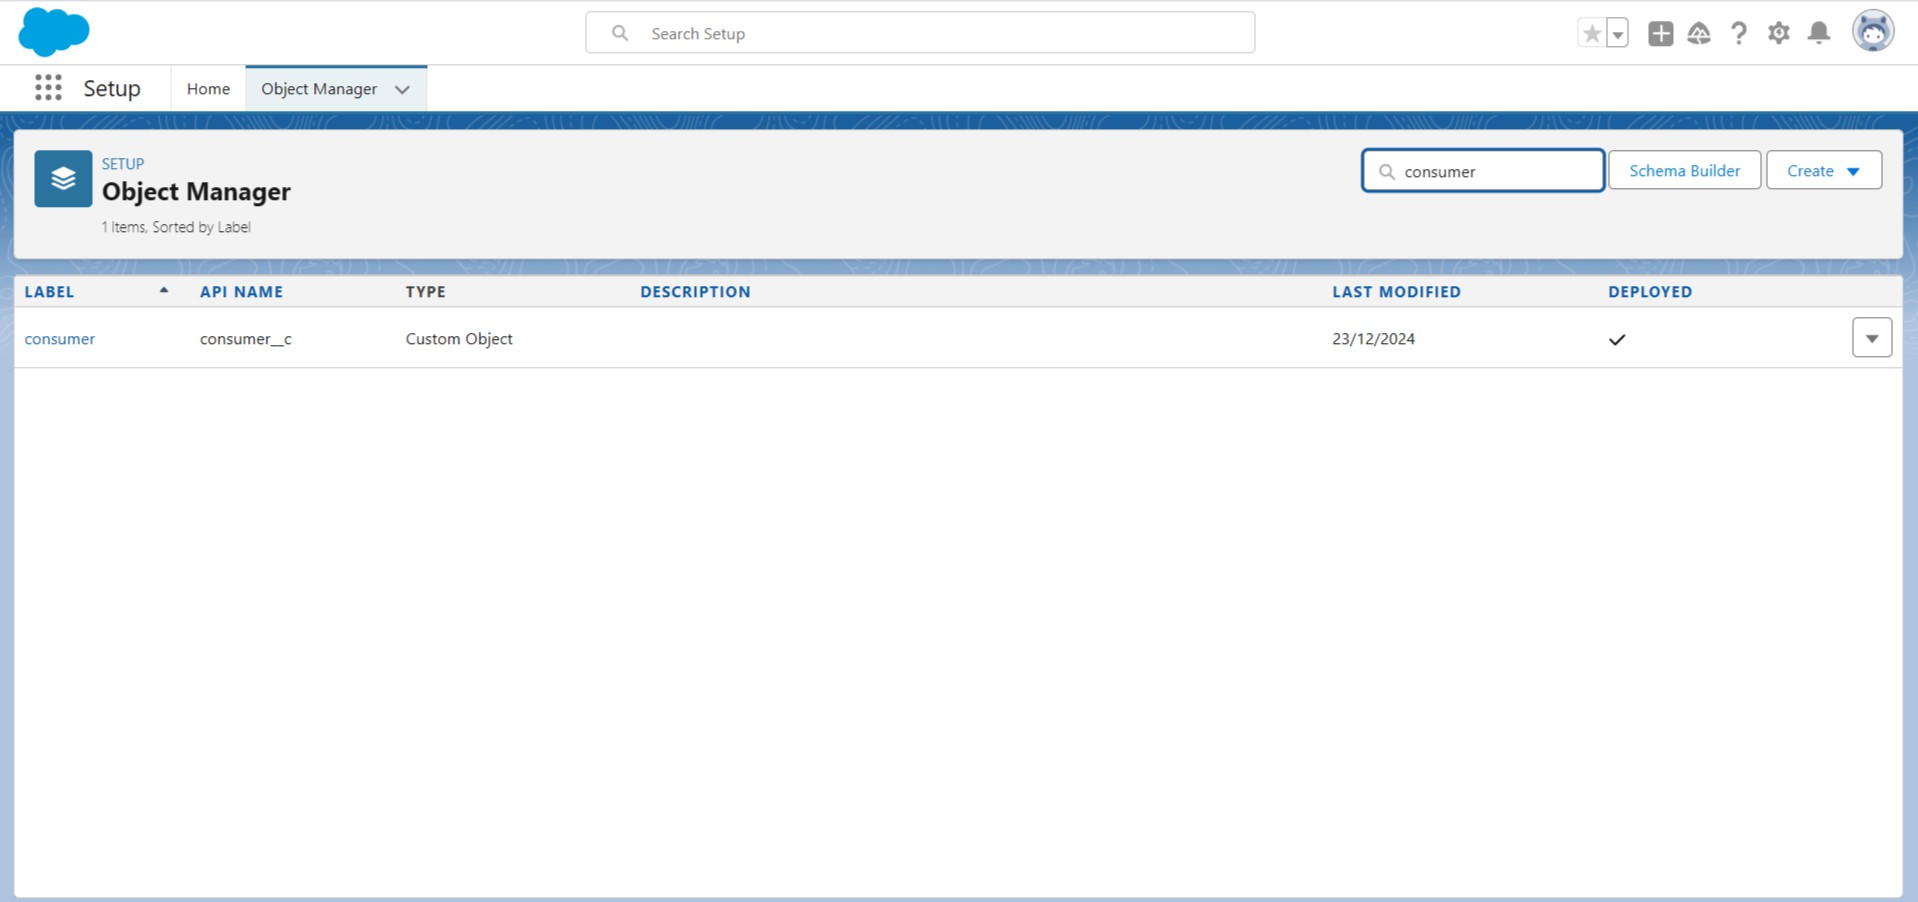 Search Setup
Setup
Home
Object Manager
SETUP
Object Manager
1 Items, Sorted by Label
consumer
Schema Builder
Create
LABEL API NAME TYPE DESCRIPTION LAST MODIFIED DEPLOYED
consumer consumer__c Custom Object 23/12/2024